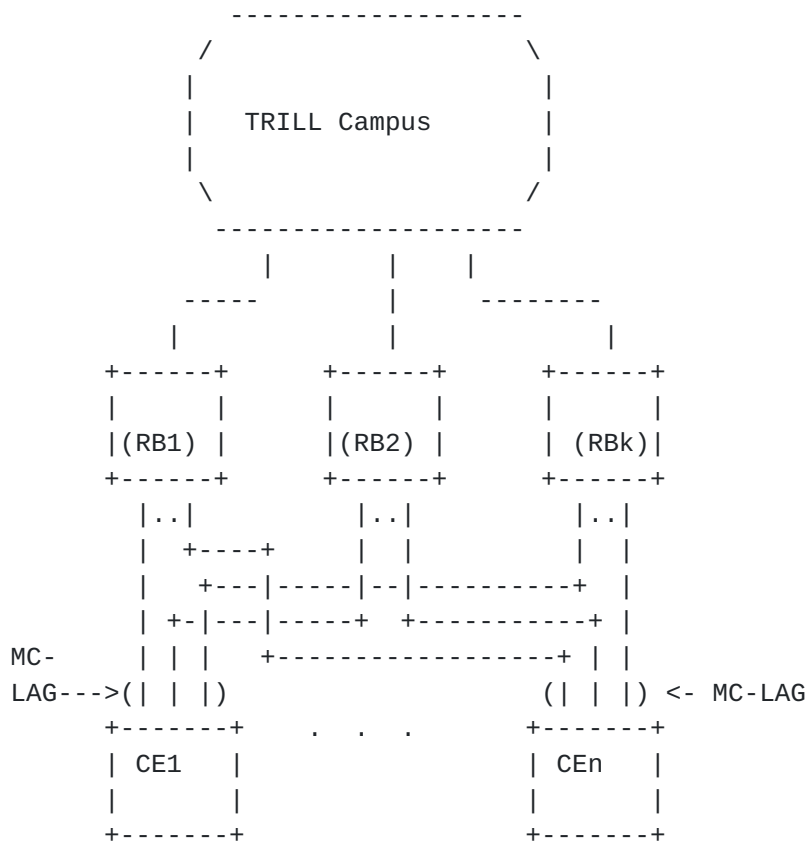 TRILL Campus
(RB1) (RB2) (RBk)
MC-
LAG--->(| | |) (| | |) <- MC-LAG
. . .
CE1 CEn